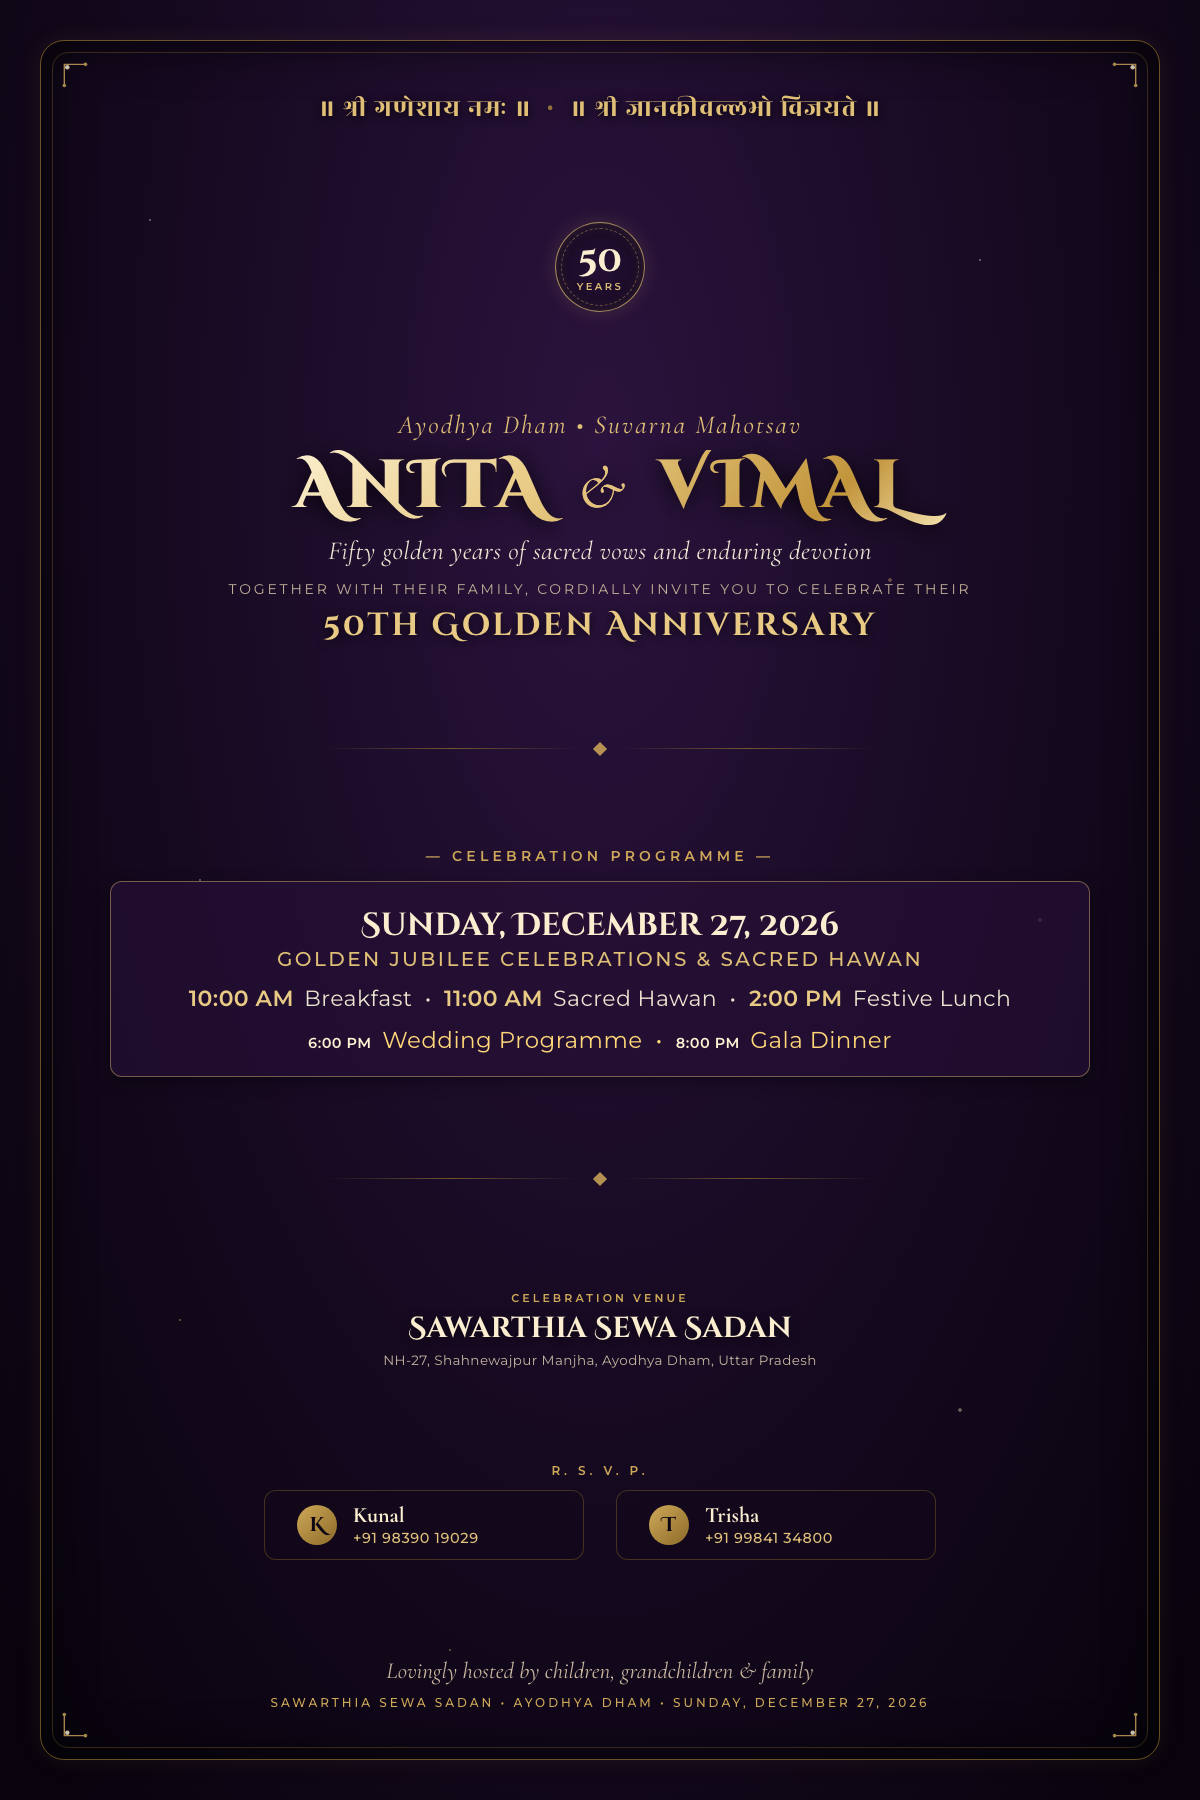 ॥ श्री गणेशाय नमः ॥ • ॥ श्री जानकीवल्लभो विजयते ॥
50
YEARS
Ayodhya Dham • Suvarna Mahotsav
ANITA & VIMAL
Fifty golden years of sacred vows and enduring devotion
TOGETHER WITH THEIR FAMILY, CORDIALLY INVITE YOU TO CELEBRATE THEIR
50TH GOLDEN ANNIVERSARY
— CELEBRATION PROGRAMME —
SUNDAY, DECEMBER 27, 2026
GOLDEN JUBILEE CELEBRATIONS & SACRED HAWAN
10:00 AM Breakfast • 11:00 AM Sacred Hawan • 2:00 PM Festive Lunch
6:00 PM Wedding Programme • 8:00 PM Gala Dinner
CELEBRATION VENUE
SAWARTHIA SEWA SADAN
NH-27, Shahnewajpur Manjha, Ayodhya Dham, Uttar Pradesh
R. S. V. P.
K Kunal
+91 98390 19029
T Trisha
+91 99841 34800
Lovingly hosted by children, grandchildren & family
SAWARTHIA SEWA SADAN • AYODHYA DHAM • SUNDAY, DECEMBER 27, 2026